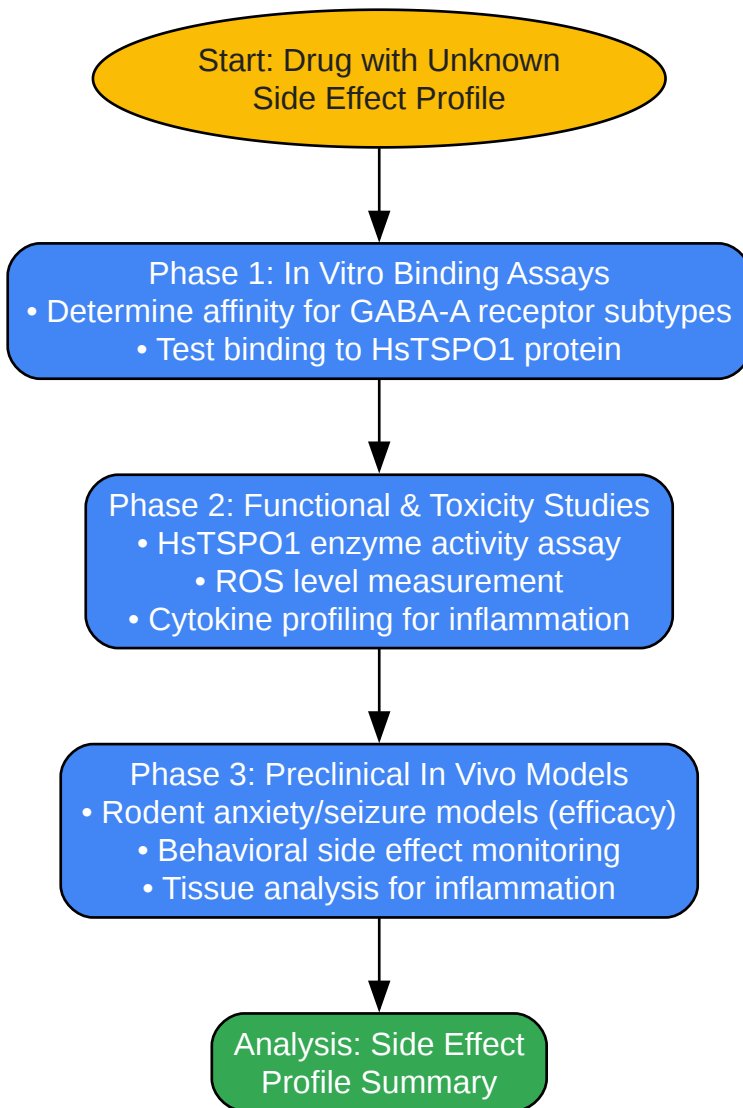 Start: Drug with Unknown
Side Effect Profile
Phase 1: In Vitro Binding Assays
• Determine affinity for GABA-A receptor subtypes
• Test binding to HsTSPO1 protein
Phase 2: Functional & Toxicity Studies
• HsTSPO1 enzyme activity assay
• ROS level measurement
• Cytokine profiling for inflammation
Phase 3: Preclinical In Vivo Models
• Rodent anxiety/seizure models (efficacy)
• Behavioral side effect monitoring
• Tissue analysis for inflammation
Analysis: Side Effect
Profile Summary